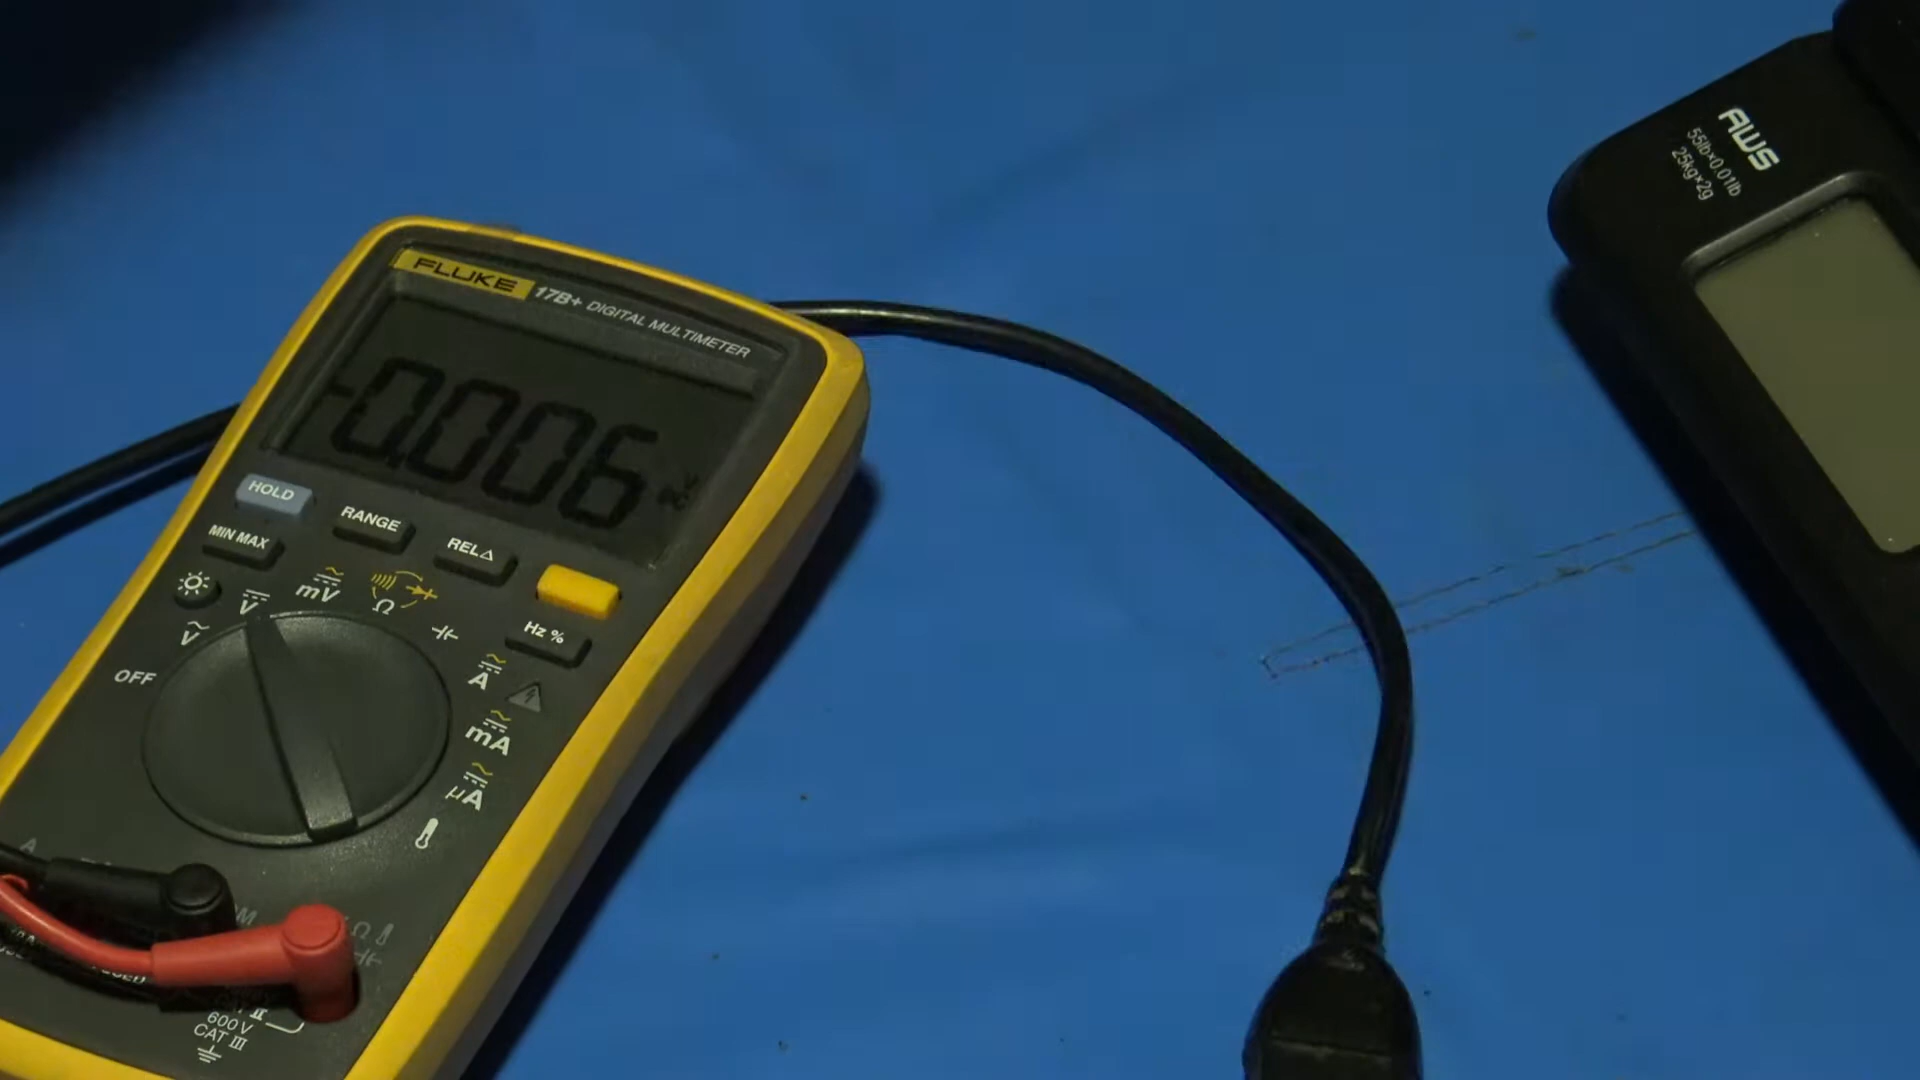 FLUKE 17B+ DIGITAL MULTIMETER
-0.006
HOLD
RANGE
MIN MAX
REL△
Hz %
mV
Ω
V
V
OFF
A
mA
µA
A
Ω
600V
CAT III
AWS
55lb×0.01lb
25kg×2g